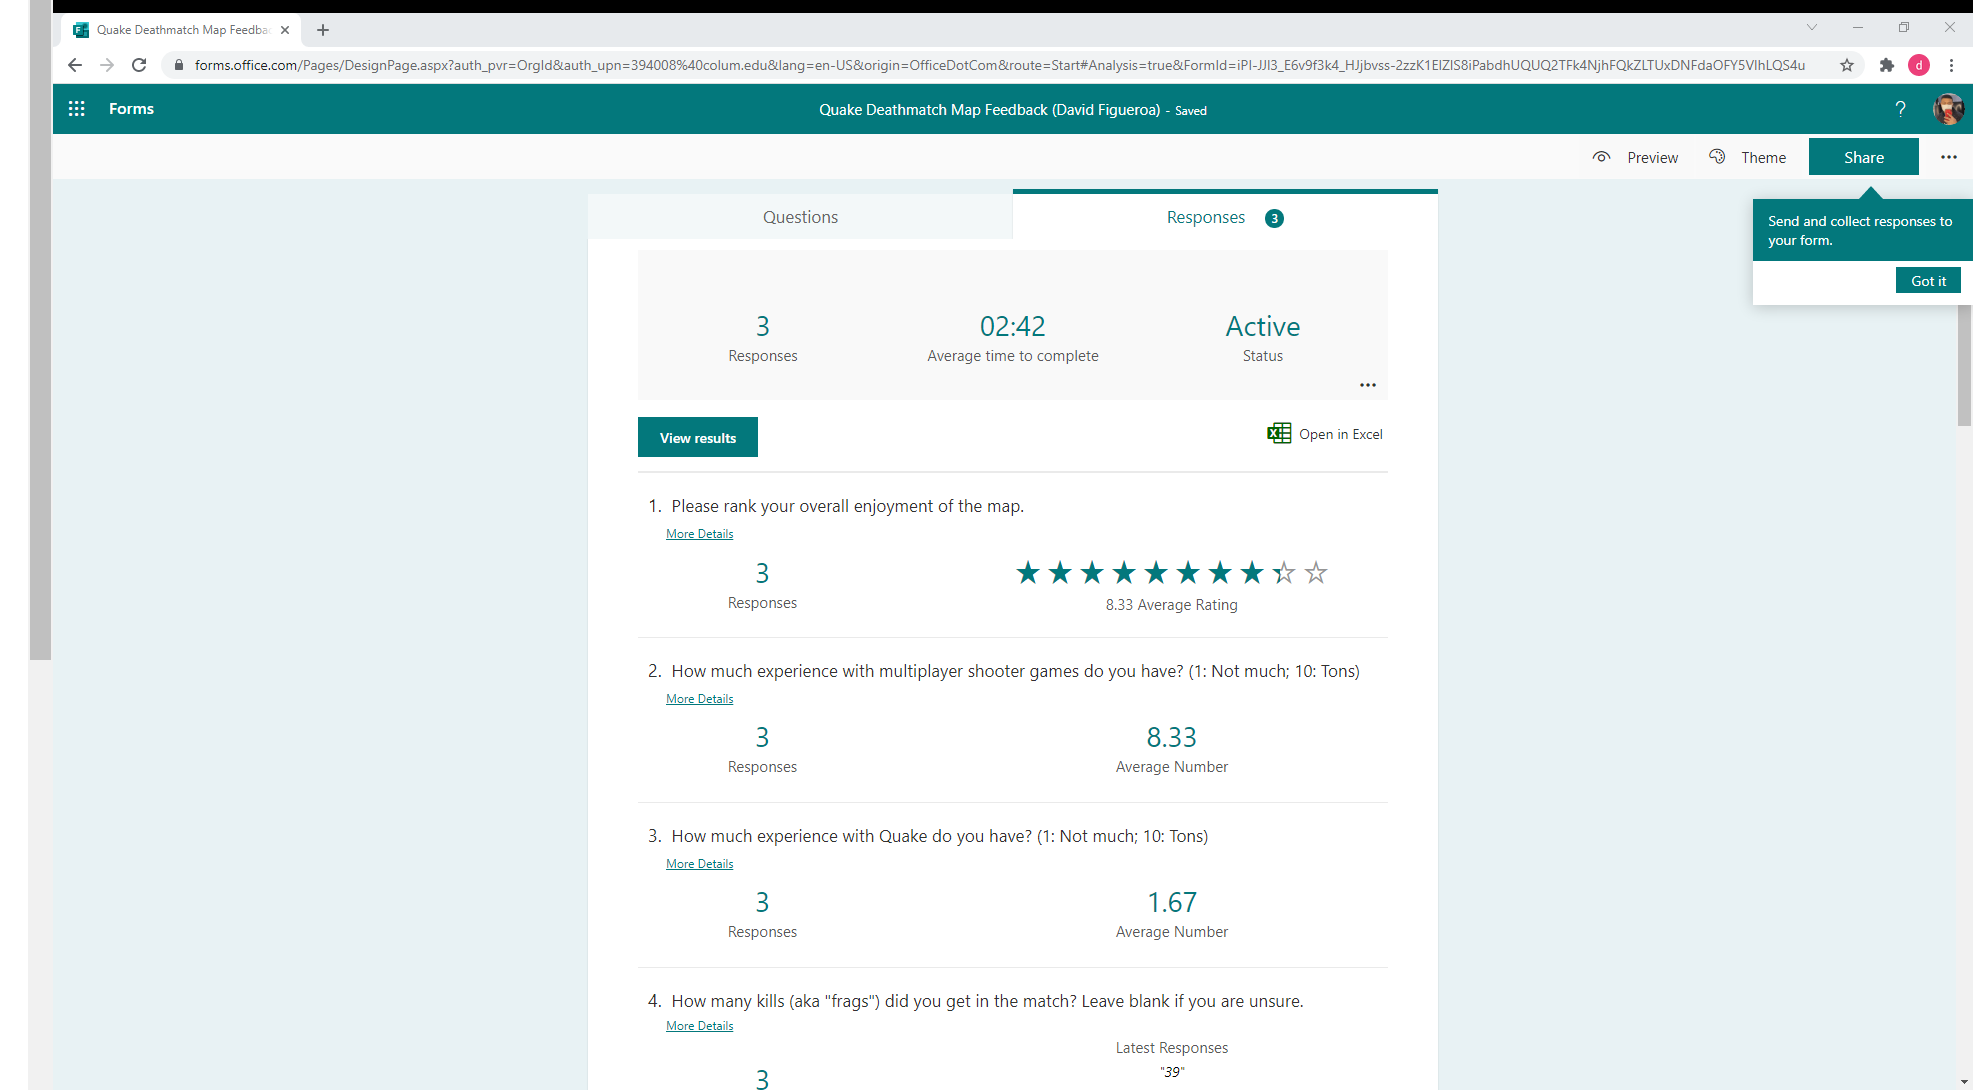 Quake Deathmatch Map Feedba
forms.office.com/Pages/DesignPage.aspx?auth_pvr=OrgId&auth_upn=394008%40colum.edu&lang=en-US&origin=OfficeDotCom&route=Start#Analysis=true&FormId=iPI-JJI3_E6v9f3k4_HJjbvss-2zzK1EIZIS8iPabdhUQUQ2TFk4NjhFQkZLTUxDNFdaOFY5VlhLQS4u
d
Forms
Quake Deathmatch Map Feedback (David Figueroa) - Saved
?
Preview
Theme
Share
Send and collect responses to
your form.
Got it
Questions
Responses 3
3
Responses
02:42
Average time to complete
Active
Status
View results
Open in Excel
1. Please rank your overall enjoyment of the map.
More Details
3
Responses
8.33 Average Rating
2. How much experience with multiplayer shooter games do you have? (1: Not much; 10: Tons)
More Details
3
Responses
8.33
Average Number
3. How much experience with Quake do you have? (1: Not much; 10: Tons)
More Details
3
Responses
1.67
Average Number
4. How many kills (aka "frags") did you get in the match? Leave blank if you are unsure.
More Details
3
Latest Responses
"39"